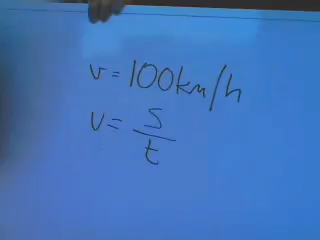 v = 100km/h
v = s/t